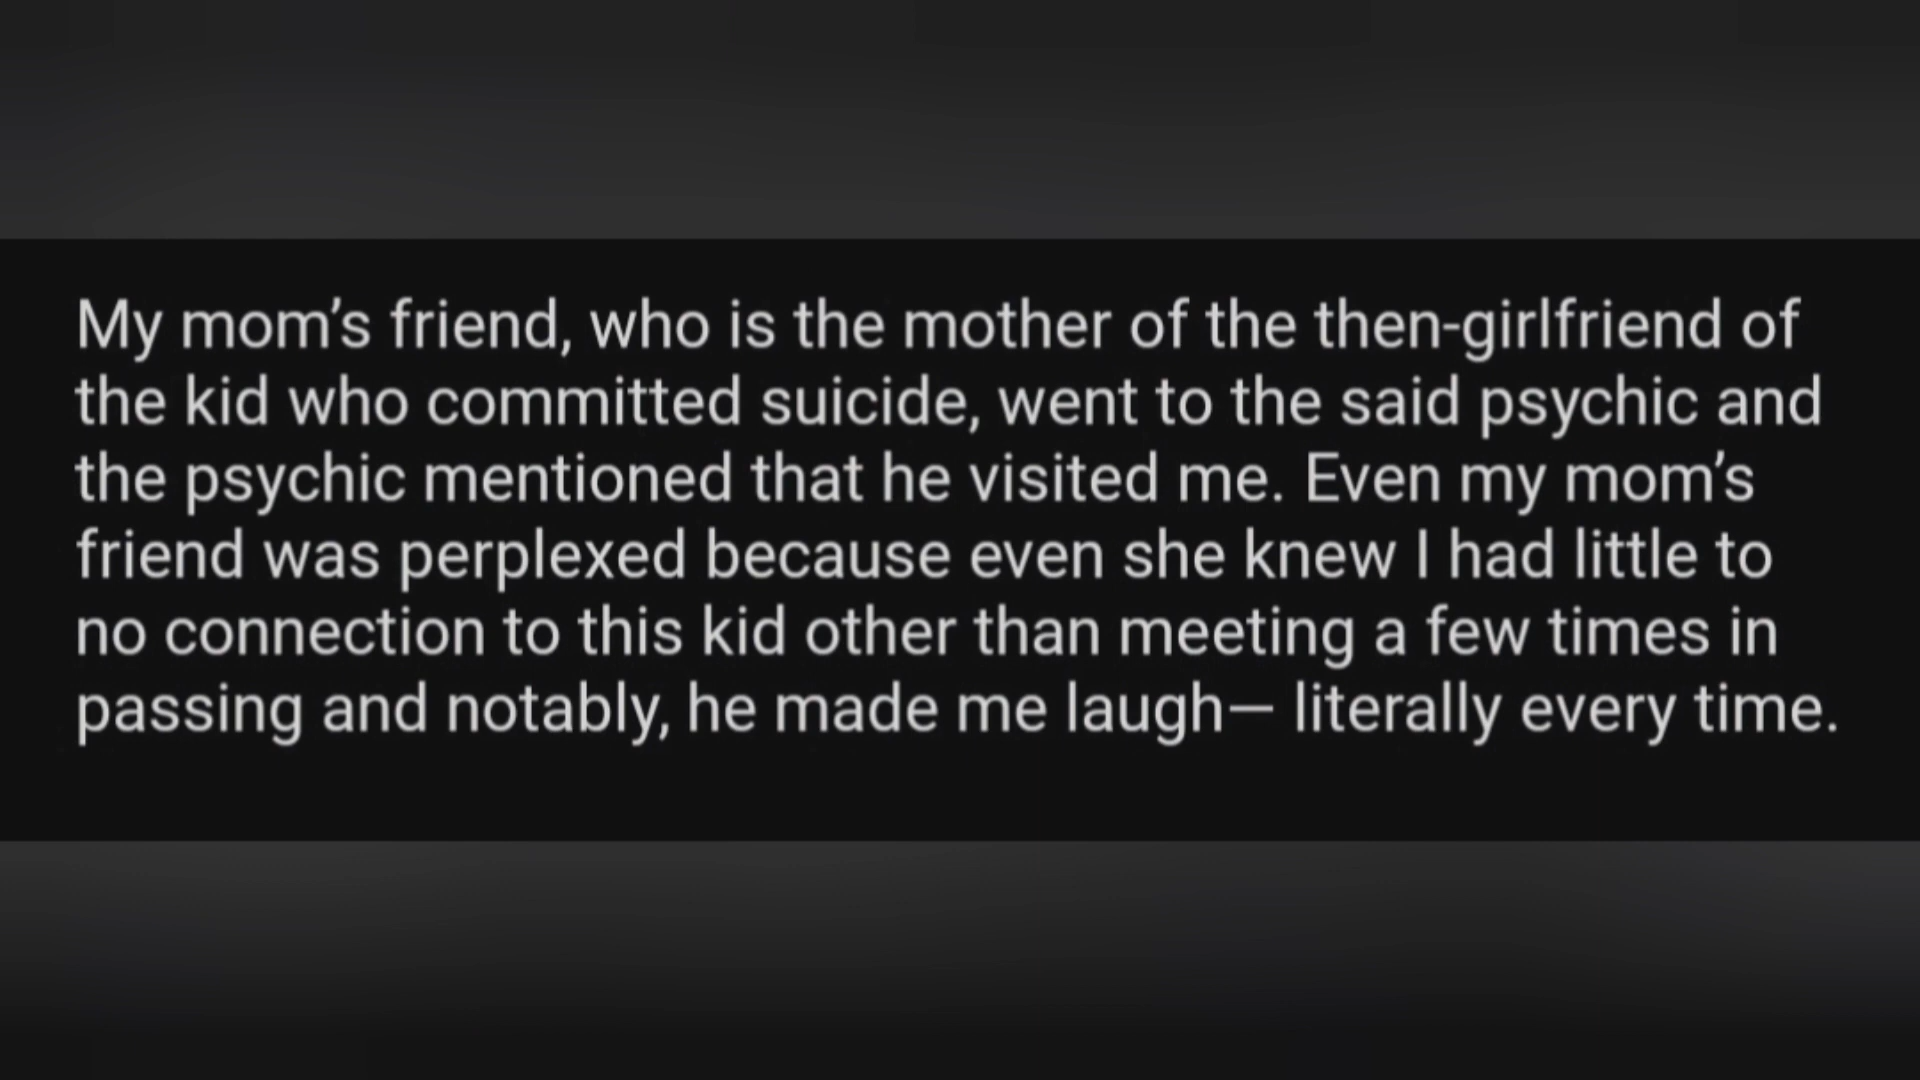 My mom’s friend, who is the mother of the then-girlfriend of
the kid who committed suicide, went to the said psychic and
the psychic mentioned that he visited me. Even my mom’s
friend was perplexed because even she knew I had little to
no connection to this kid other than meeting a few times in
passing and notably, he made me laugh— literally every time.